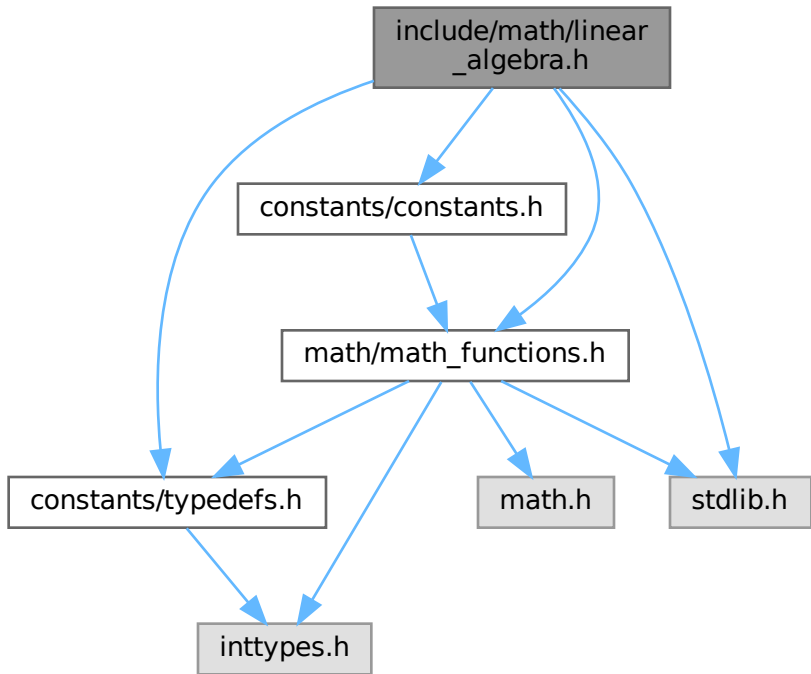 include/math/linear
_algebra.h
constants/constants.h
math/math_functions.h
constants/typedefs.h
math.h
stdlib.h
inttypes.h